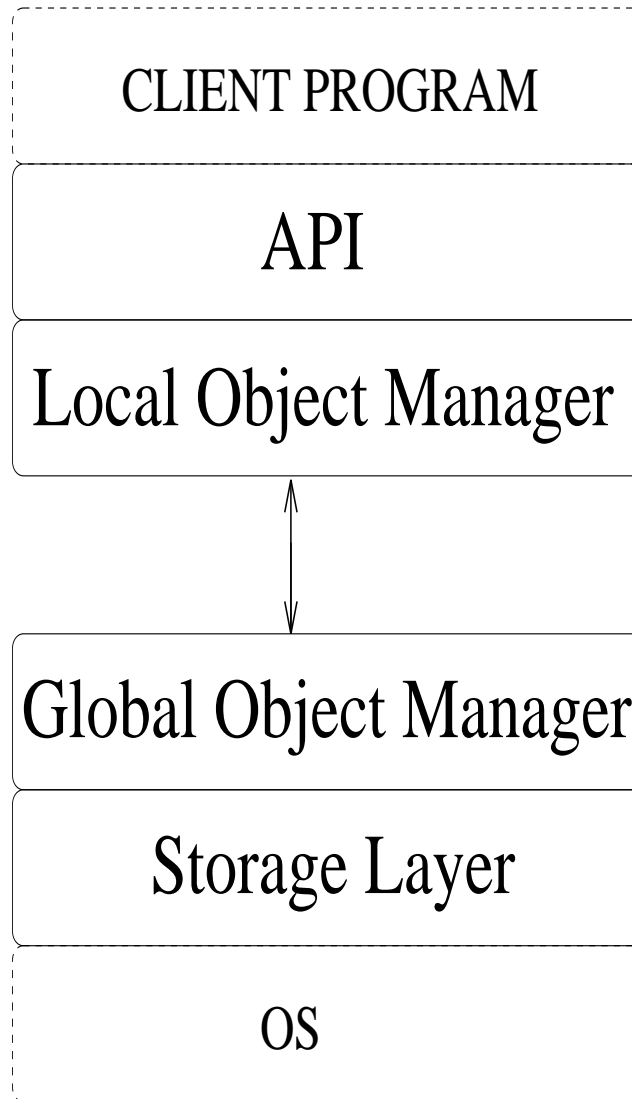 CLIENT PROGRAM
API
Local Object Manager
Global Object Manager
Storage Layer
OS